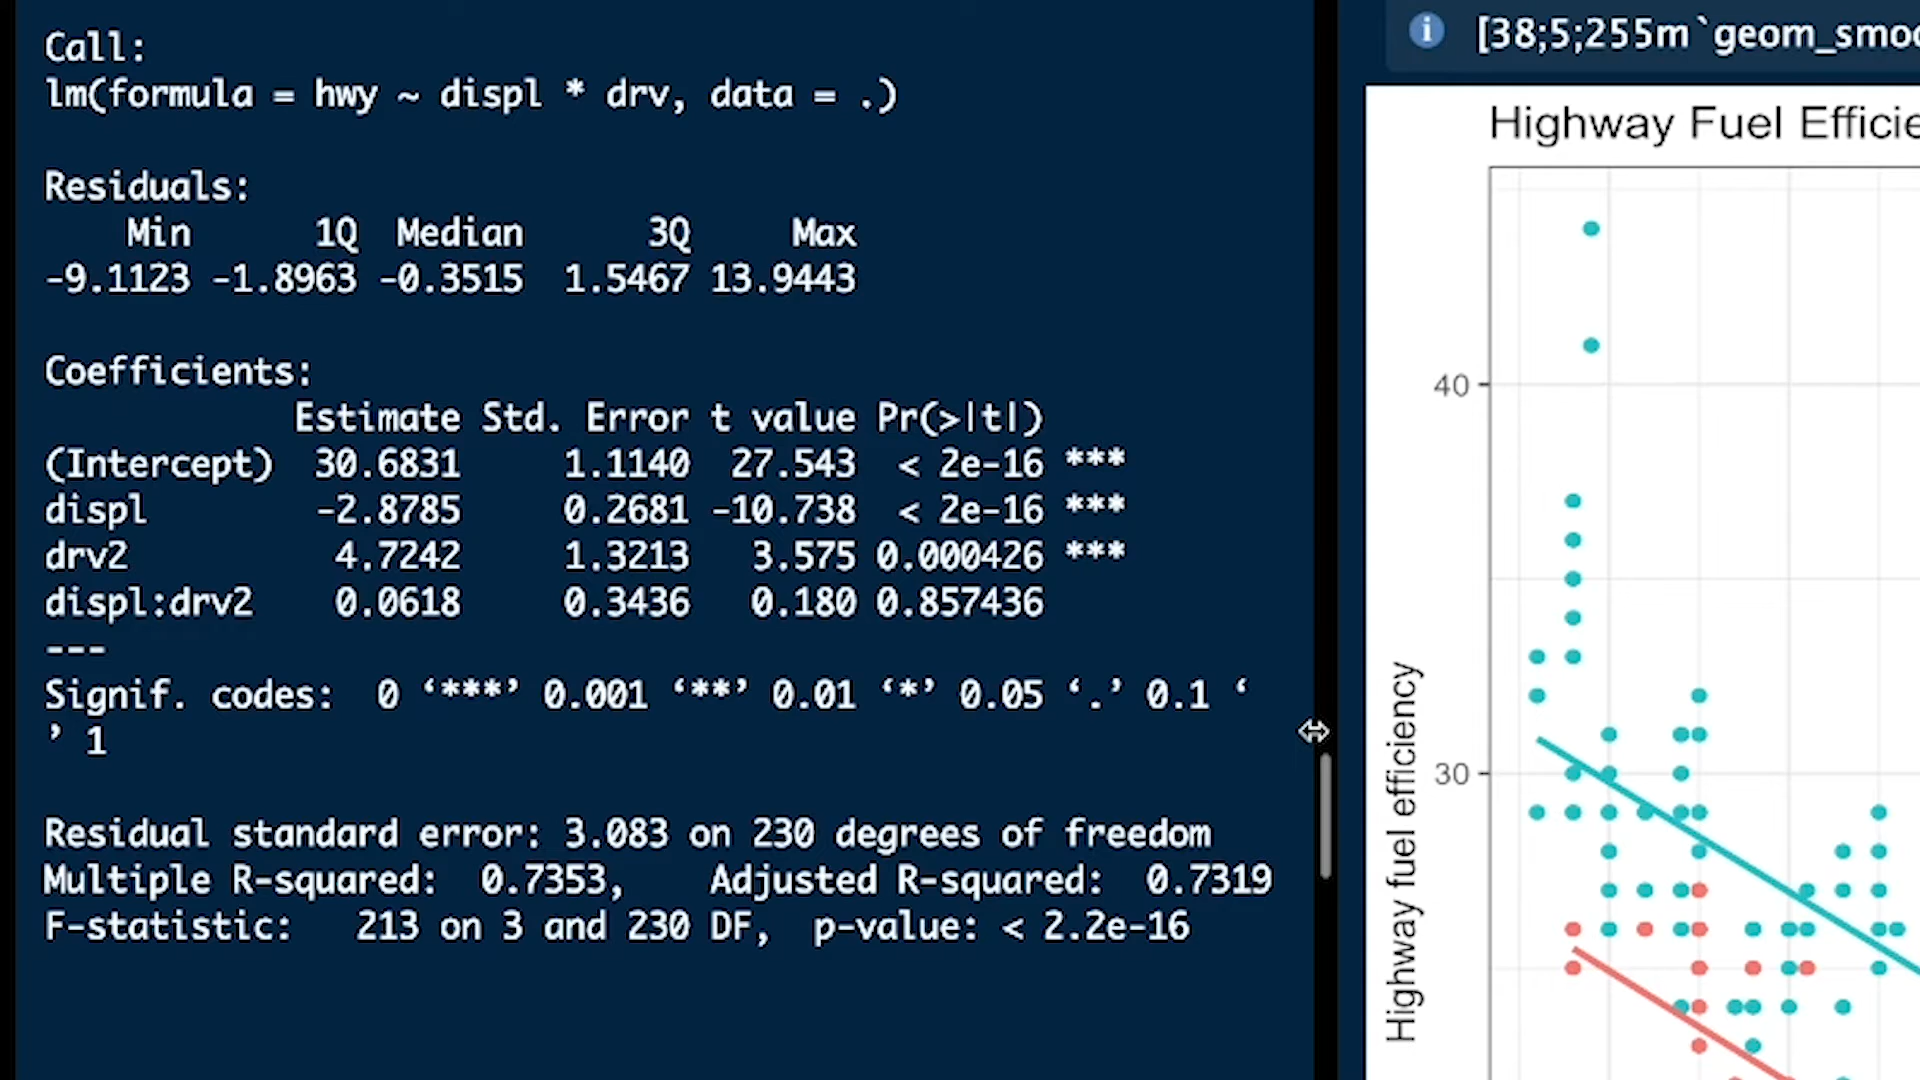 Call:
lm(formula = hwy ~ displ * drv, data = .)
Residuals:
    Min      1Q  Median      3Q     Max
-9.1123 -1.8963 -0.3515  1.5467 13.9443
Coefficients:
            Estimate Std. Error t value Pr(>|t|)
(Intercept)  30.6831     1.1140  27.543  < 2e-16 ***
displ        -2.8785     0.2681 -10.738  < 2e-16 ***
drv2          4.7242     1.3213   3.575 0.000426 ***
displ:drv2    0.0618     0.3436   0.180 0.857436
---
Signif. codes:  0 ‘***’ 0.001 ‘**’ 0.01 ‘*’ 0.05 ‘.’ 0.1 ‘
’ 1
Residual standard error: 3.083 on 230 degrees of freedom
Multiple R-squared:  0.7353,    Adjusted R-squared:  0.7319
F-statistic:   213 on 3 and 230 DF,  p-value: < 2.2e-16
i [38;5;255m`geom_smoo
Highway Fuel Efficie
40
30
Highway fuel efficiency